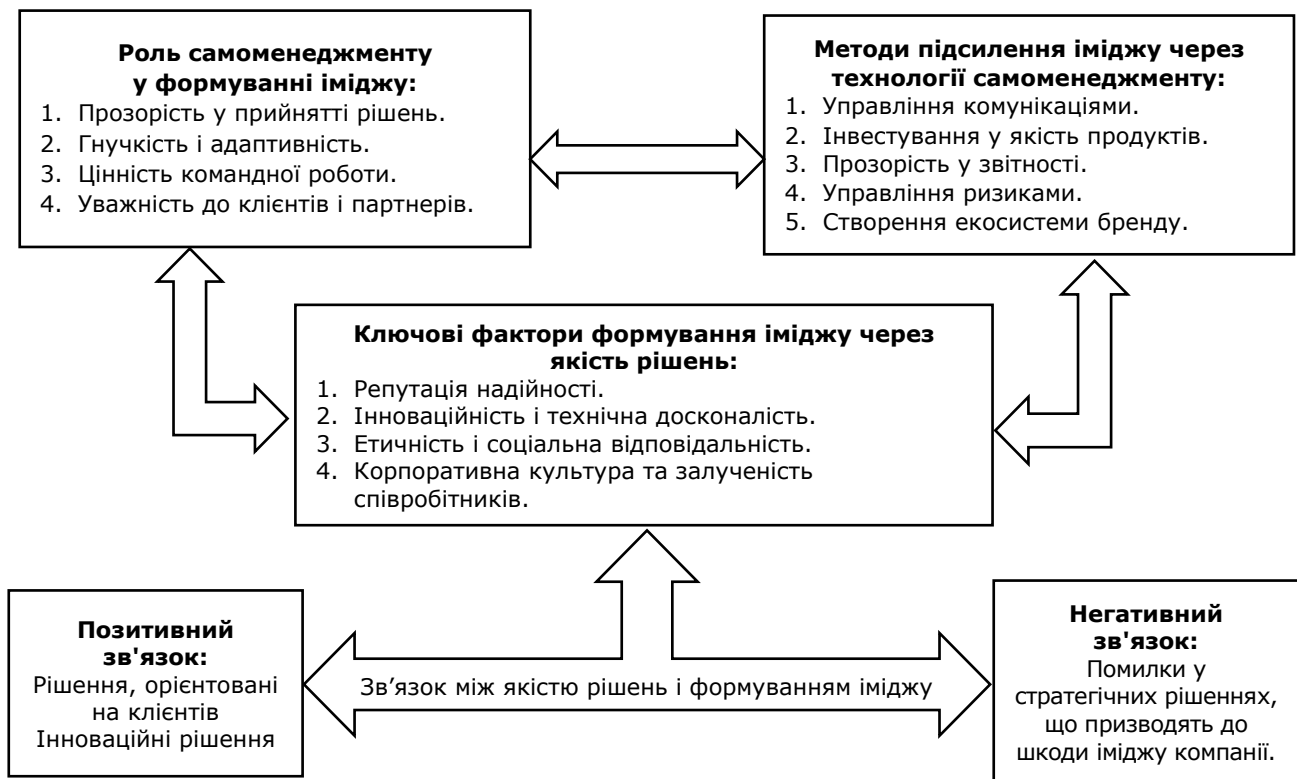 Роль самоменеджменту
у формуванні іміджу:
1. Прозорість у прийнятті рішень.
2. Гнучкість і адаптивність.
3. Цінність командної роботи.
4. Уважність до клієнтів і партнерів.
Методи підсилення іміджу через
технології самоменеджменту:
1. Управління комунікаціями.
2. Інвестування у якість продуктів.
3. Прозорість у звітності.
4. Управління ризиками.
5. Створення екосистеми бренду.
Ключові фактори формування іміджу через
якість рішень:
1. Репутація надійності.
2. Інноваційність і технічна досконалість.
3. Етичність і соціальна відповідальність.
4. Корпоративна культура та залученість
співробітників.
Позитивний
зв'язок:
Рішення, орієнтовані
на клієнтів
Інноваційні рішення
Зв’язок між якістю рішень і формуванням іміджу
Негативний
зв'язок:
Помилки у
стратегічних рішеннях,
що призводять до
шкоди іміджу компанії.